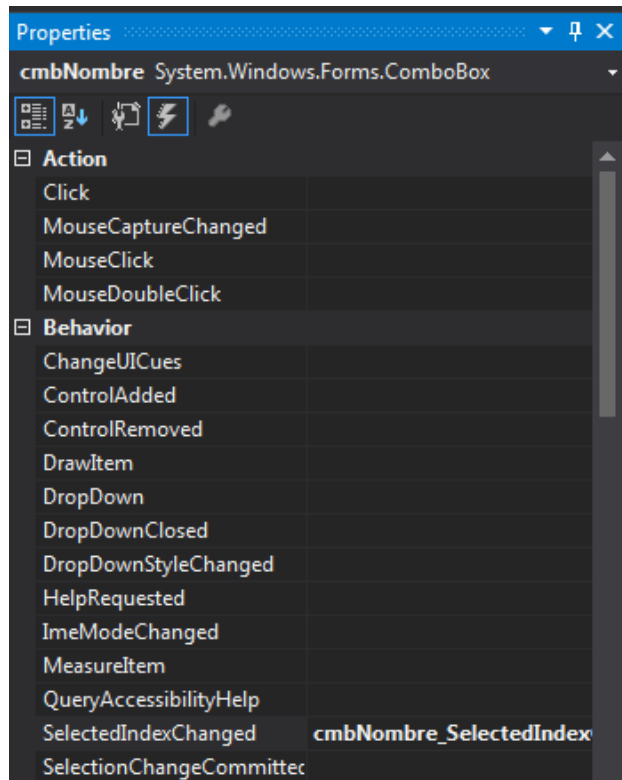 Properties
cmbNombre System.Windows.Forms.ComboBox
Action
Click
MouseCaptureChanged
MouseClick
MouseDoubleClick
Behavior
ChangeUICues
ControlAdded
ControlRemoved
DrawItem
DropDown
DropDownClosed
DropDownStyleChanged
HelpRequested
ImeModeChanged
MeasureItem
QueryAccessibilityHelp
SelectedIndexChanged cmbNombre_SelectedIndex
SelectionChangeCommitted